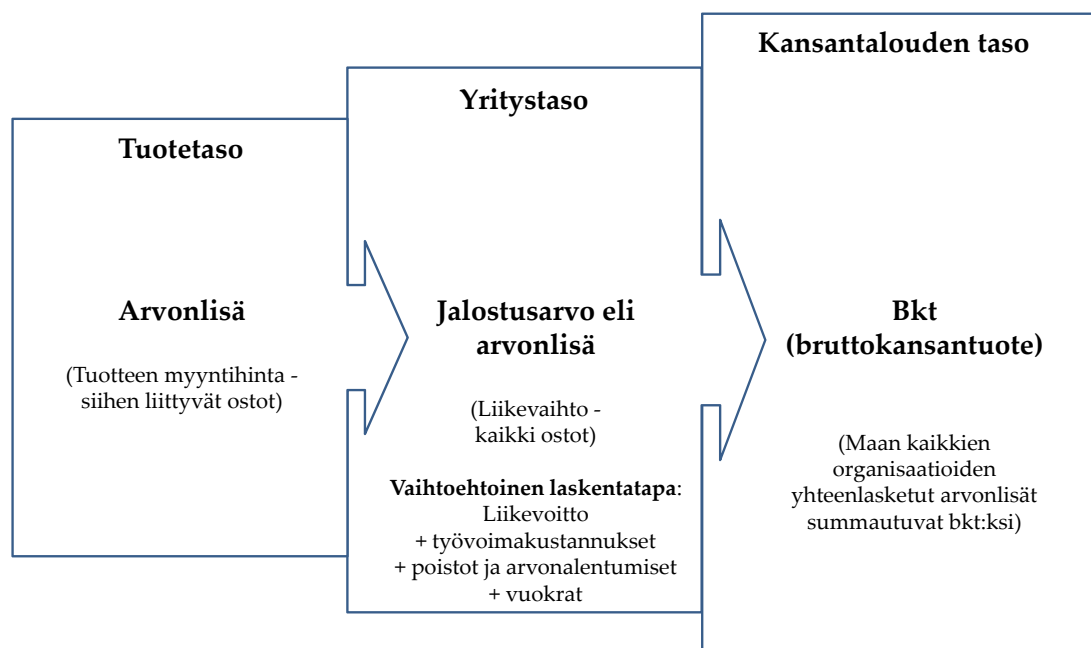 Tuotetaso
Arvonlisä
(Tuotteen myyntihinta -
siihen liittyvät ostot)
Yritystaso
Jalostusarvo eli
arvonlisä
(Liikevaihto -
kaikki ostot)
Vaihtoehtoinen laskentatapa:
Liikevoitto
+ työvoimakustannukset
+ poistot ja arvonalentumiset
+ vuokrat
Kansantalouden taso
Bkt
(bruttokansantuote)
(Maan kaikkien
organisaatioiden
yhteenlasketut arvonlisät
summautuvat bkt:ksi)